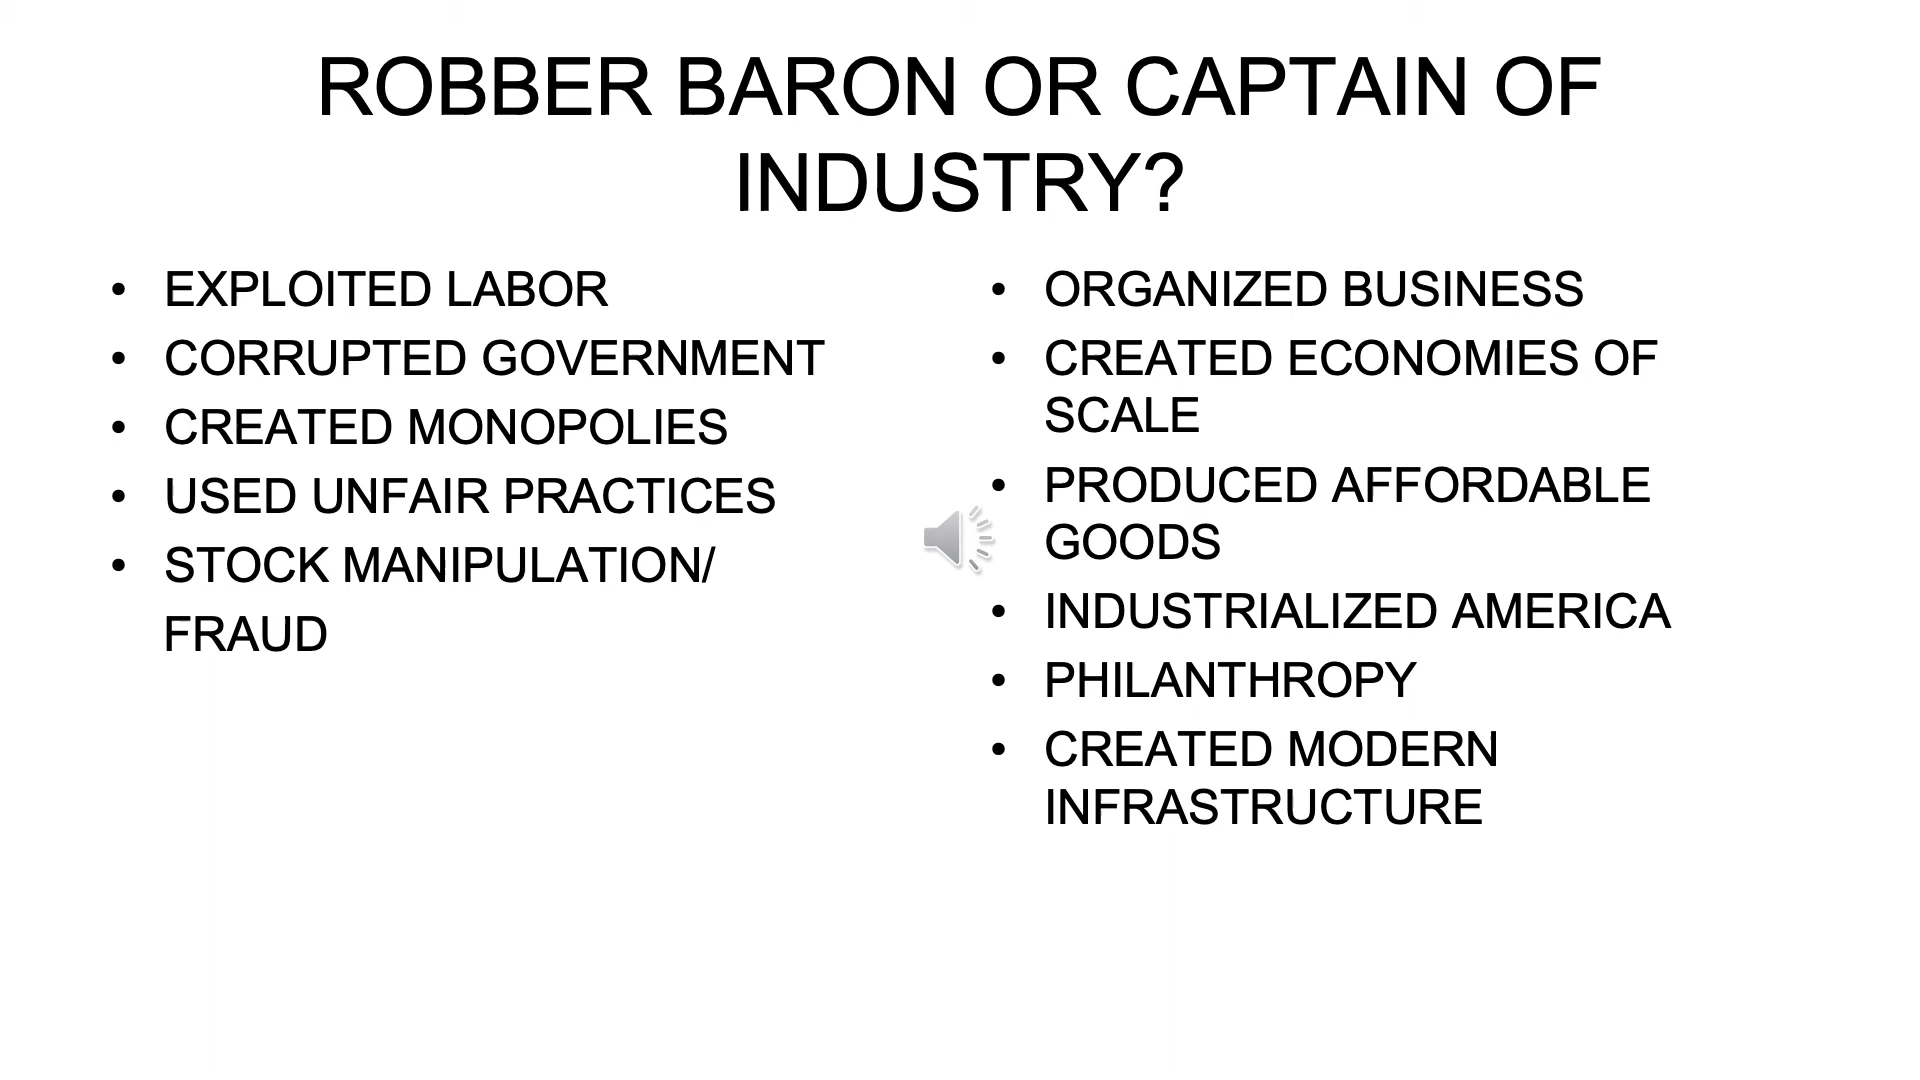 ROBBER BARON OR CAPTAIN OF
INDUSTRY?
• EXPLOITED LABOR
• CORRUPTED GOVERNMENT
• CREATED MONOPOLIES
• USED UNFAIR PRACTICES
• STOCK MANIPULATION/
FRAUD
• ORGANIZED BUSINESS
• CREATED ECONOMIES OF
SCALE
• PRODUCED AFFORDABLE
GOODS
• INDUSTRIALIZED AMERICA
• PHILANTHROPY
• CREATED MODERN
INFRASTRUCTURE